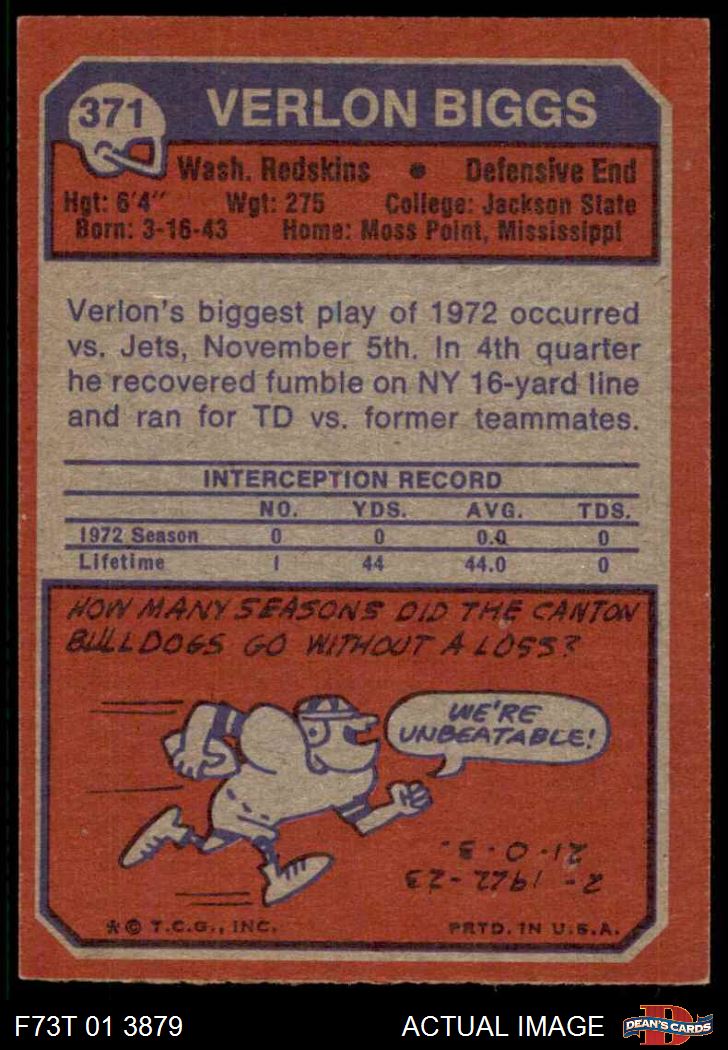 371
VERLON BIGGS
Wash. Redskins • Defensive End
Hgt: 6'4" Wgt: 275 College: Jackson State
Born: 3-16-43 Home: Moss Point, Mississippi
Verlon's biggest play of 1972 occurred
vs. Jets, November 5th. In 4th quarter
he recovered fumble on NY 16-yard line
and ran for TD vs. former teammates.
INTERCEPTION RECORD
NO. YDS. AVG. TDS.
1972 Season 0 0 0.0 0
Lifetime 1 44 44.0 0
HOW MANY SEASONS DID THE CANTON
BULLDOGS GO WITHOUT A LOSS?
WE'RE
UNBEATABLE!
2- 1922-23
21-0-3.
*© T.C.G., INC. PRTD. IN U.S.A.
F73T 01 3879 ACTUAL IMAGE
D
DEAN'S CARDS